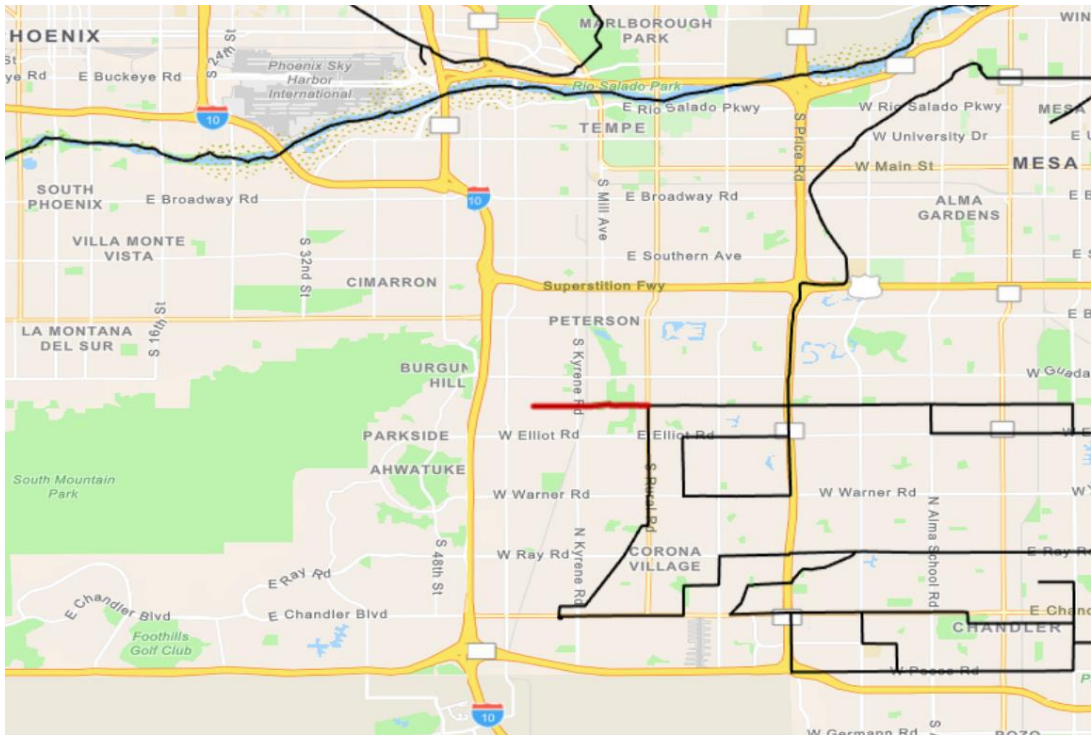 HOENIX
S 24th St
MARLBOROUGH
PARK
WIN
St
ye Rd
E Buckeye Rd
Phoenix Sky
Harbor
International
Rio Salado Park
10
E Rio Salado Pkwy
W Rio Salado Pkwy
MES
TEMPE
S Price Rd
W University Dr
E U
W Main St
MESA
SOUTH
PHOENIX
E Broadway Rd
10
S Mill Ave
E Broadway Rd
ALMA
GARDENS
E B
VILLA MONTE
VISTA
S 32nd St
E Southern Ave
E S
CIMARRON
Superstition Fwy
S 16th St
LA MONTANA
DEL SUR
PETERSON
E B
S Kyrene Rd
BURGUN
HILL
W Guada
PARKSIDE
W Elliot Rd
E Elliot Rd
W E
AHWATUKE
South Mountain
Park
S Rural Rd
W Warner Rd
W Warner Rd
WY
N Alma School Rd
S 48th St
N Kyrene Rd
W Ray Rd
CORONA
VILLAGE
E Ray Rd
E Ray Rd
E Chandler Blvd
E Chandler Blvd
E Chand
CHANDLER
Foothills
Golf Club
W Pecos Rd
P
10
W Germann Rd
S A
POZO